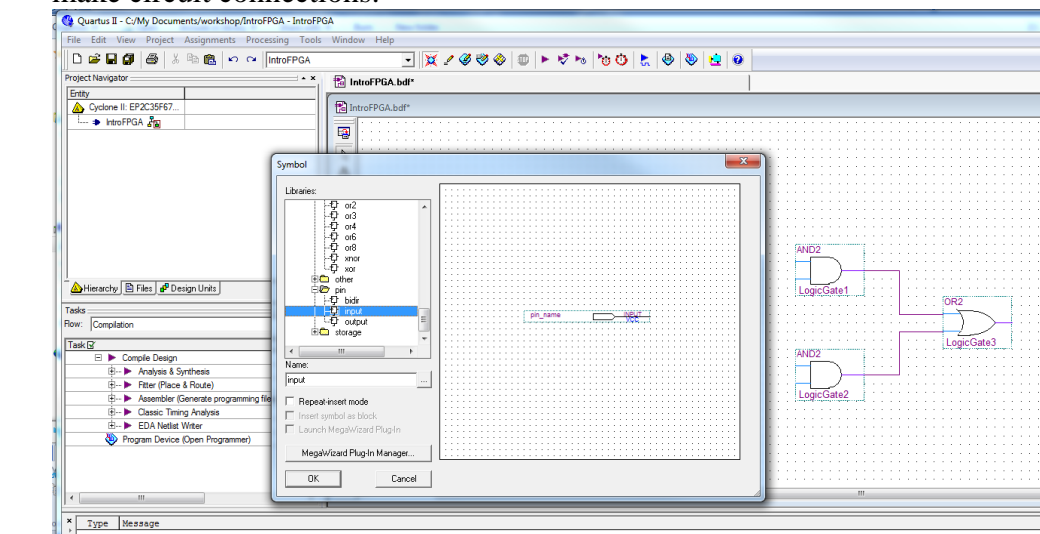 make circuit connections.
Quartus II - C:/My Documents/workshop/IntroFPGA - IntroFPGA
File Edit View Project Assignments Processing Tools Window Help
IntroFPGA
Project Navigator
Entity
Cyclone II: EP2C35F67...
IntroFPGA
Hierarchy Files Design Units
Tasks
Flow: Compilation
Task
Compile Design
Analysis & Synthesis
Fitter (Place & Route)
Assembler (Generate programming file
Classic Timing Analysis
EDA Netlist Writer
Program Device (Open Programmer)
Type Message
IntroFPGA.bdf*
IntroFPGA.bdf*
Symbol
Libraries:
or2
or3
or4
or6
or8
xnor
xor
other
pin
bidir
input
output
storage
Name:
input
...
Repeat-insert mode
Insert symbol as block
Launch MegaWizard Plug-In
MegaWizard Plug-In Manager...
OK Cancel
pin_name INPUT
VCC
AND2
LogicGate1
OR2
LogicGate3
AND2
LogicGate2